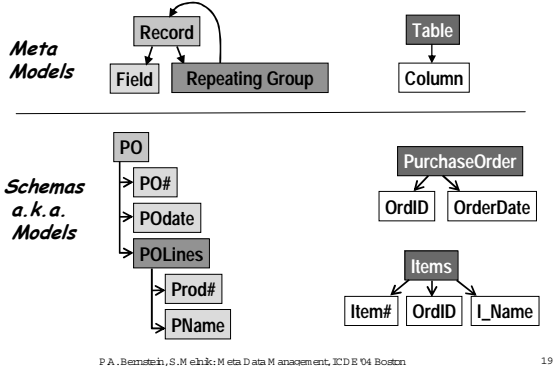 Meta Models
Record
Field
Repeating Group
Table
Column
Schemas
a.k.a.
Models
PO
PO#
POdate
POLines
Prod#
PName
PurchaseOrder
OrdID
OrderDate
Items
Item#
OrdID
I_Name
P A. Bernstein, S. Melnik: Meta Data Management, ICDE '04 Boston
19